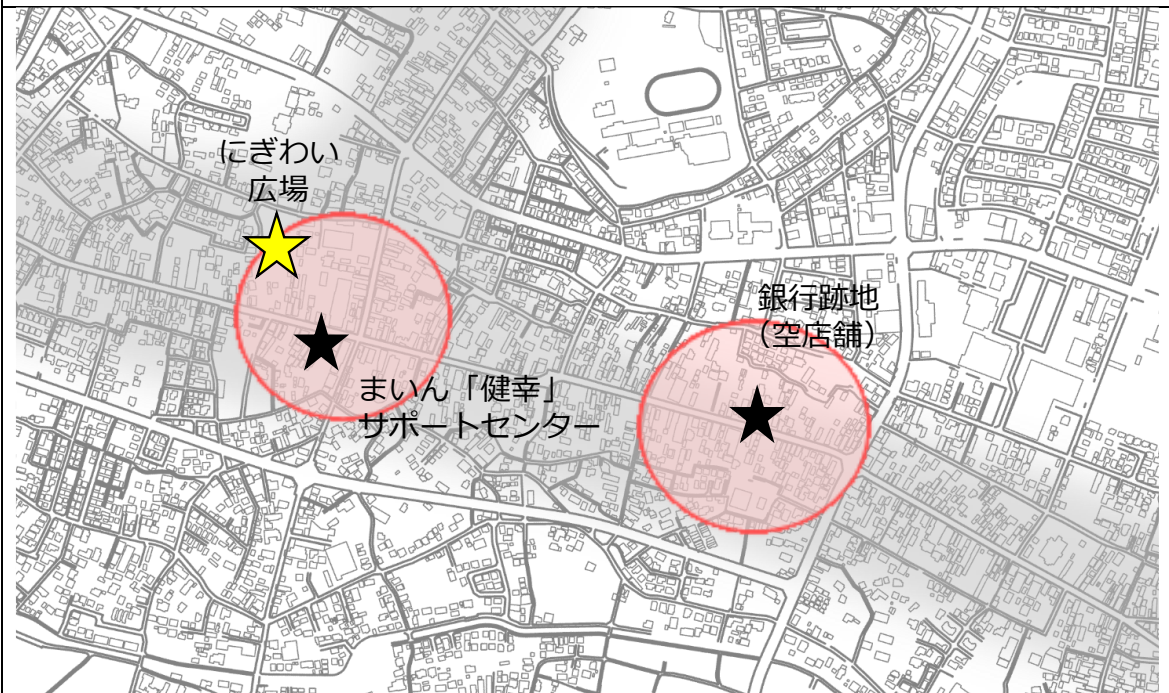 にぎわい
広場
まいん「健幸」
サポートセンター
銀行跡地
（空店舗）